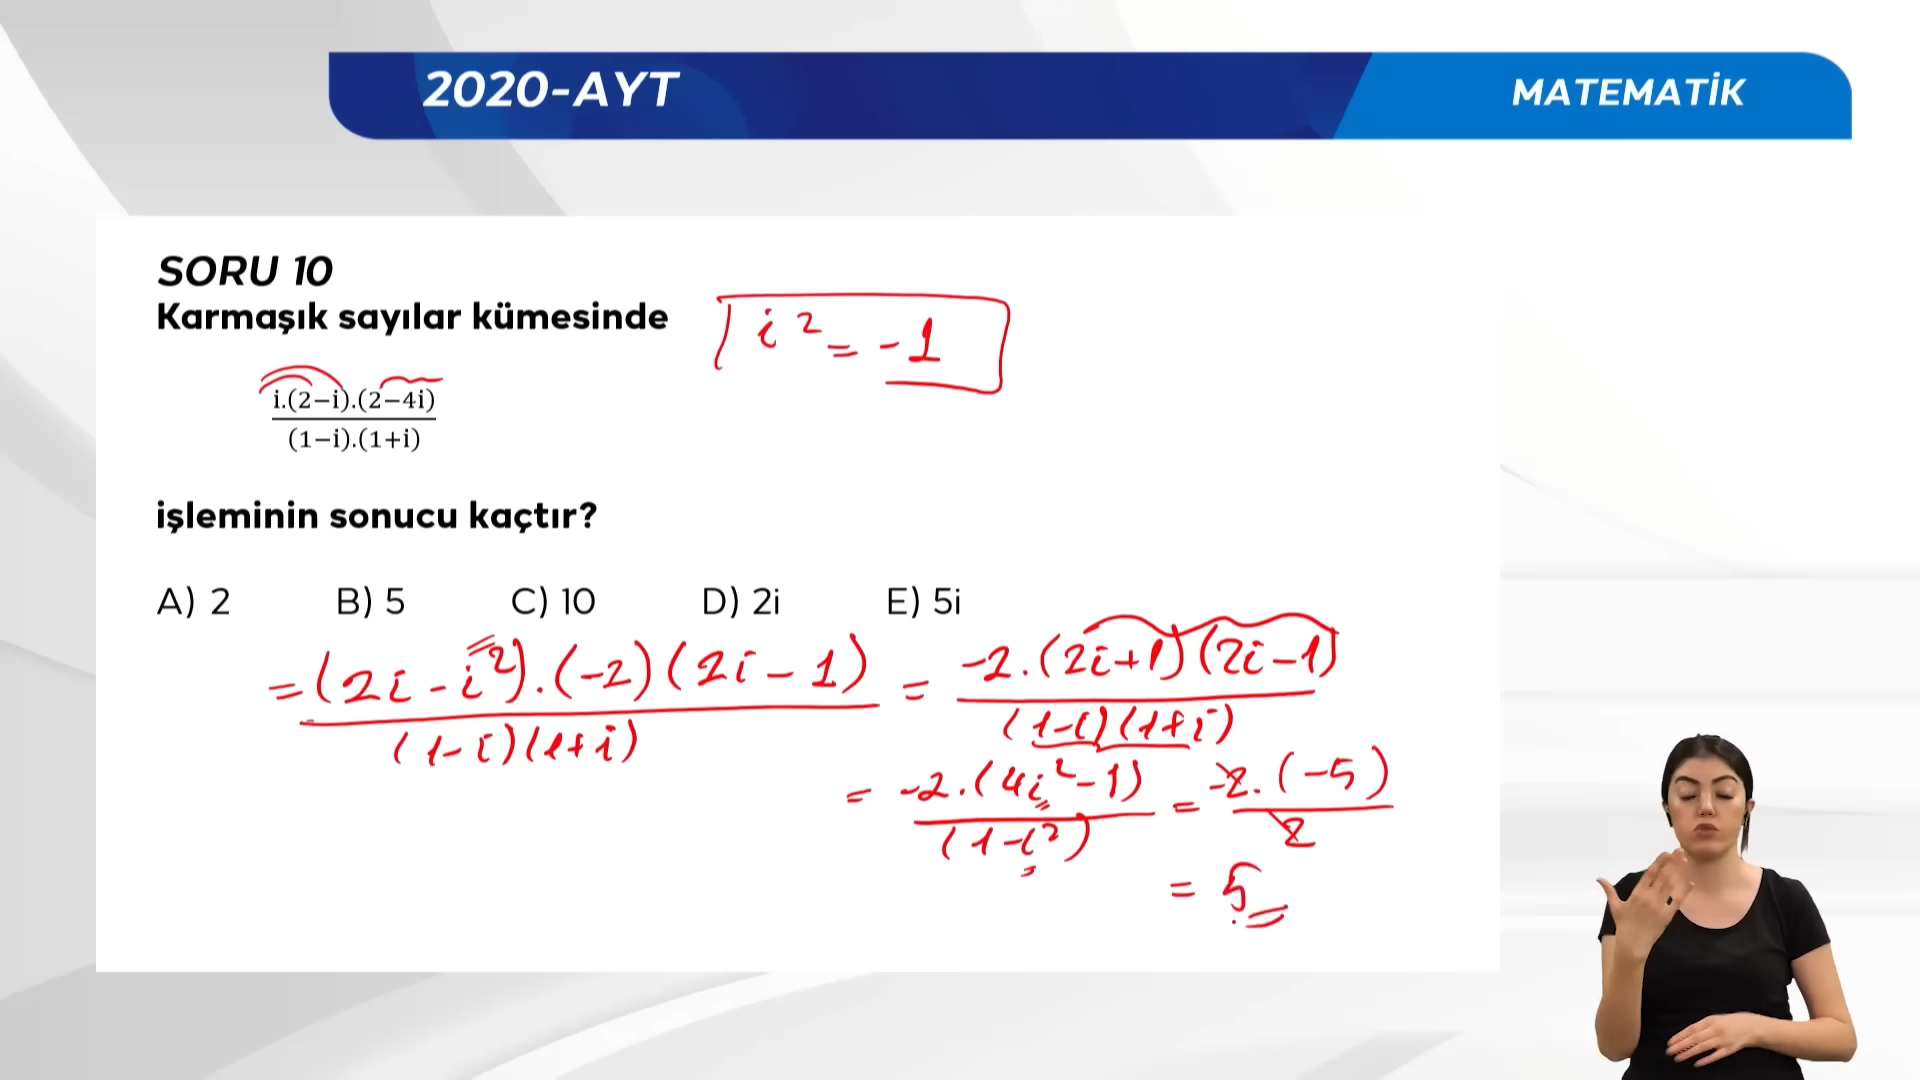 2020-AYT
MATEMATİK
SORU 10
Karmaşık sayılar kümesinde
i² = -1
i.(2−i).(2−4i)
(1−i).(1+i)
işleminin sonucu kaçtır?
A) 2 B) 5 C) 10 D) 2i E) 5i
= (2i - i²).(-2)(2i - 1) = -2.(2i+1)(2i-1)
(1-i)(1+i) (1-i)(1+i)
= -2.(4i²-1) = -2.(-5)
(1-i²) 2
= 5